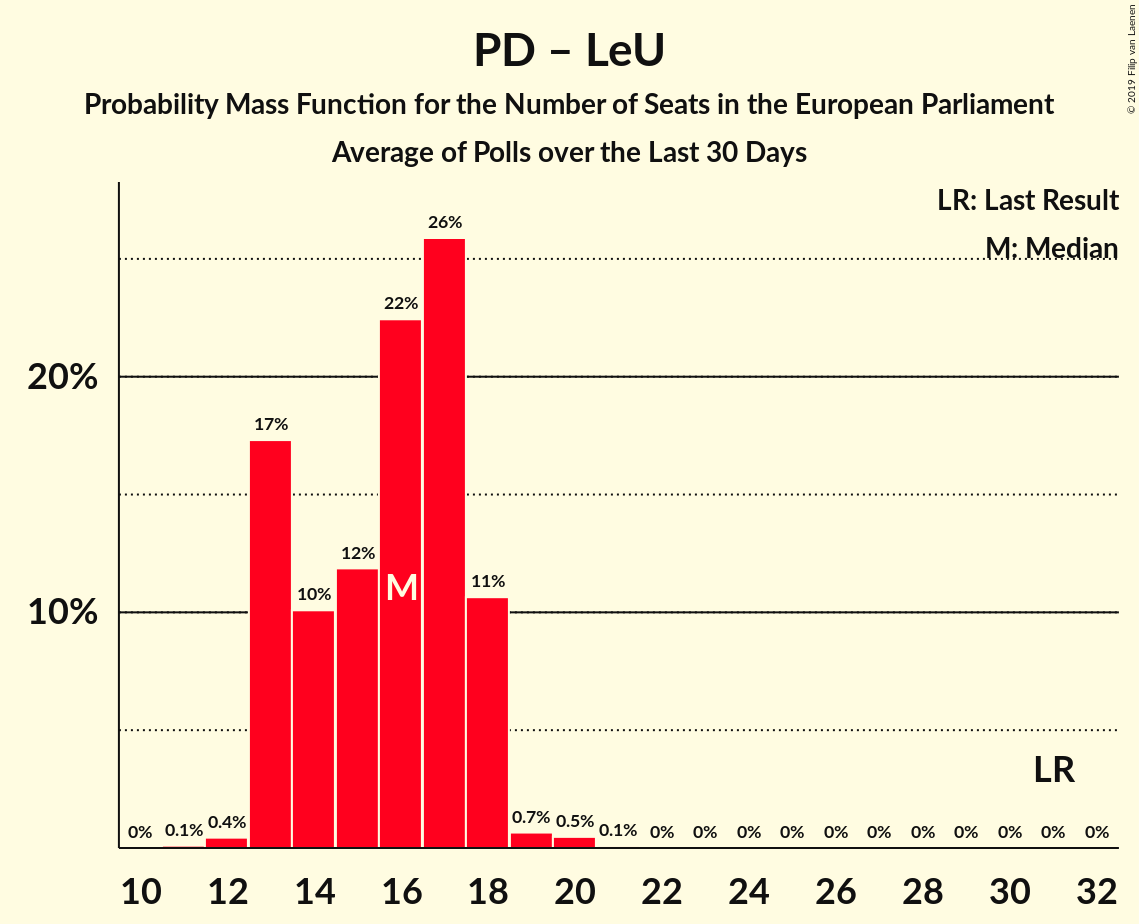 PD – LeU
Probability Mass Function for the Number of Seats in the European Parliament
Average of Polls over the Last 30 Days
© 2019 Filip van Laenen
LR: Last Result
M: Median
26%
22%
20%
17%
12%
11%
10%
M
10%
LR
0% 0.1% 0.4% 0.7% 0.5% 0.1% 0% 0% 0% 0% 0% 0% 0% 0% 0% 0% 0%
10 12 14 16 18 20 22 24 26 28 30 32